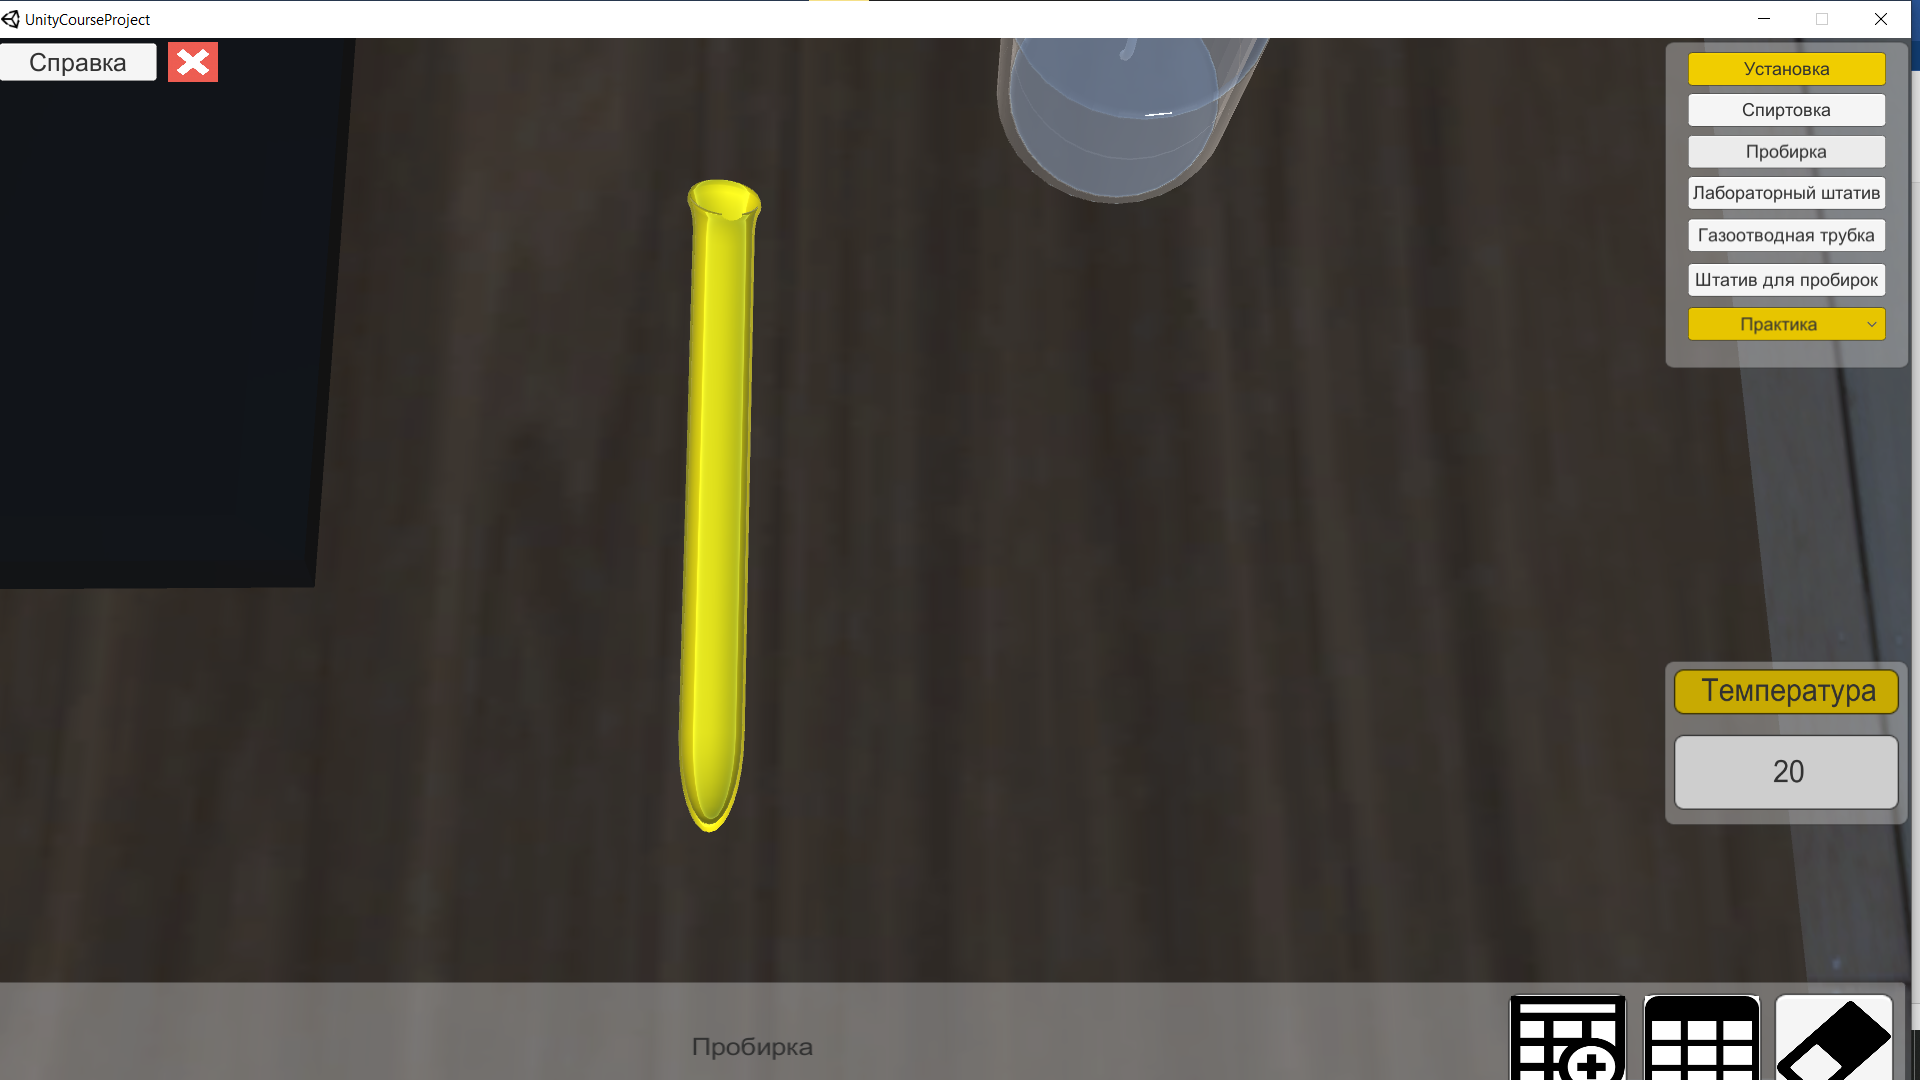 UnityCourseProject
Справка
Установка
Спиртовка
Пробирка
Лабораторный штатив
Газоотводная трубка
Штатив для пробирок
Практика
Температура
20
Пробирка